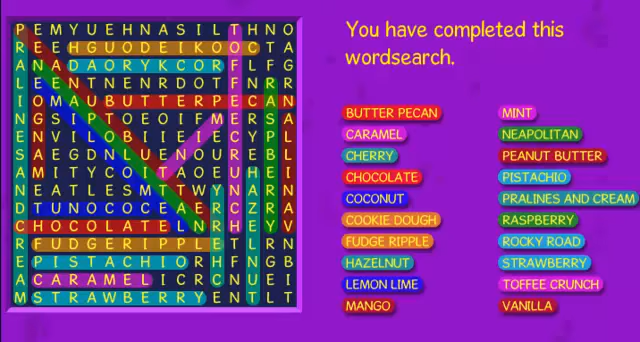 P E M Y U E H N A S I L T H N O
R E E H G U O D E I K O O C T A
A N A D A O R Y K C O R F L F G
L E E N T N E N R D O T F N R R
I O M A U B U T T E R P E C A N
N G S I P T O E O I I M E R S A
E N V I L O B I I E I E C Y P L
S A E G D N L U E N O U R E B L
A M I T Y C O I T A O E U H E I
N E A T L E S M T T W Y N A R N
D T U N O C O C E A E R C Z R A
C H O C O L A T E L N R H E Y V
R F U D G E R I P P L E T L R N
E P I S T A C H I O R H F N G B
A C A R A M E L I C R C N U E I
M S T R A W B E R R Y E N T L T
You have completed this
wordsearch.
BUTTER PECAN
CARAMEL
CHERRY
CHOCOLATE
COCONUT
COOKIE DOUGH
FUDGE RIPPLE
HAZELNUT
LEMON LIME
MANGO
MINT
NEAPOLITAN
PEANUT BUTTER
PISTACHIO
PRALINES AND CREAM
RASPBERRY
ROCKY ROAD
STRAWBERRY
TOFFEE CRUNCH
VANILLA